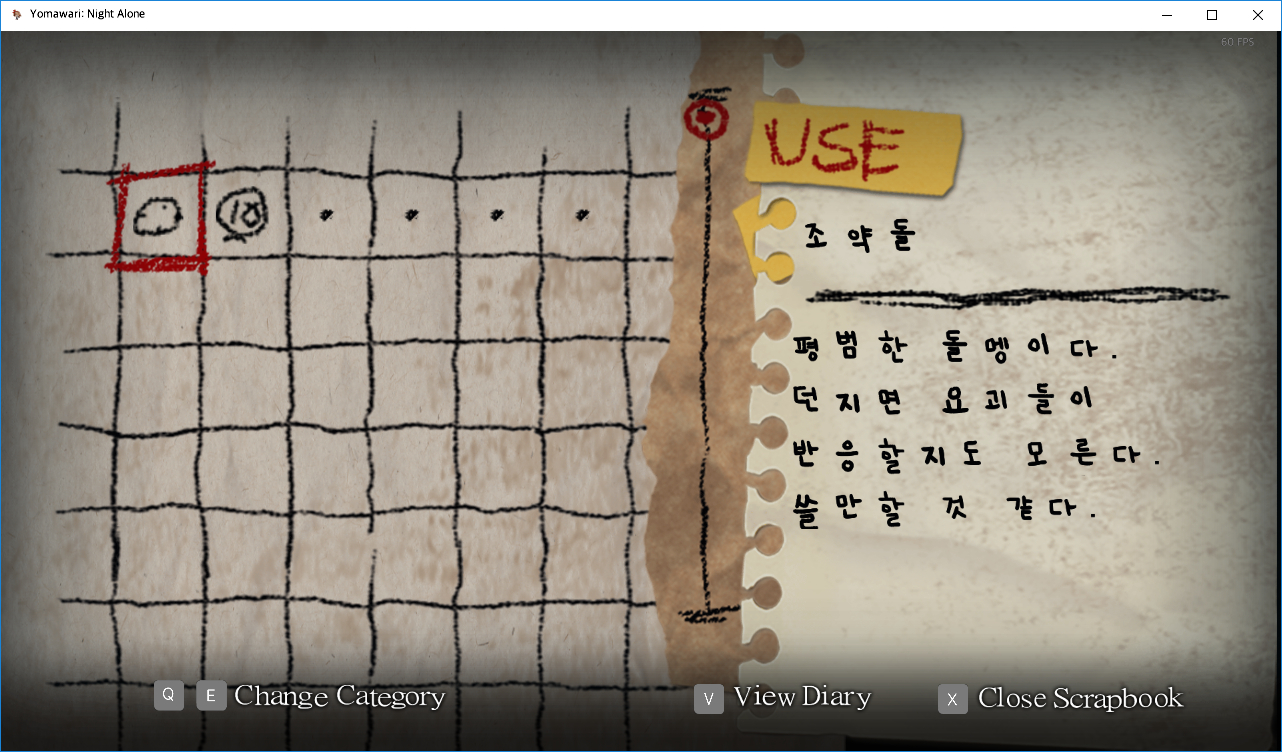 Yomawari: Night Alone
60 FPS
USE
10
조약돌
평범한 돌멩이다.
던지면 요괴들이
반응할지도 모른다.
쓸만할 것 같다.
Q E Change Category
V View Diary
X Close Scrapbook